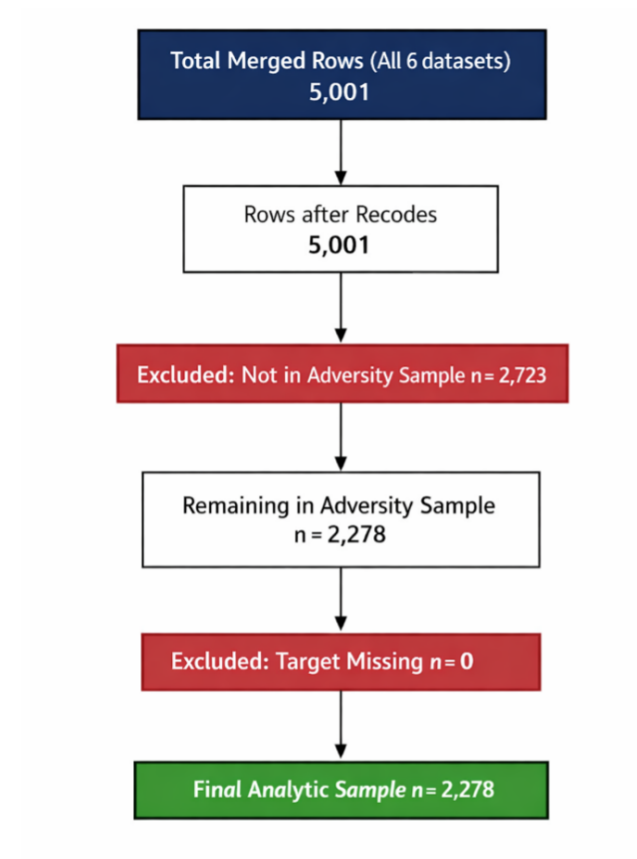 Total Merged Rows (All 6 datasets)
5,001
Rows after Recodes
5,001
Excluded: Not in Adversity Sample n= 2,723
Remaining in Adversity Sample
n = 2,278
Excluded: Target Missing n= 0
Final Analytic Sample n= 2,278